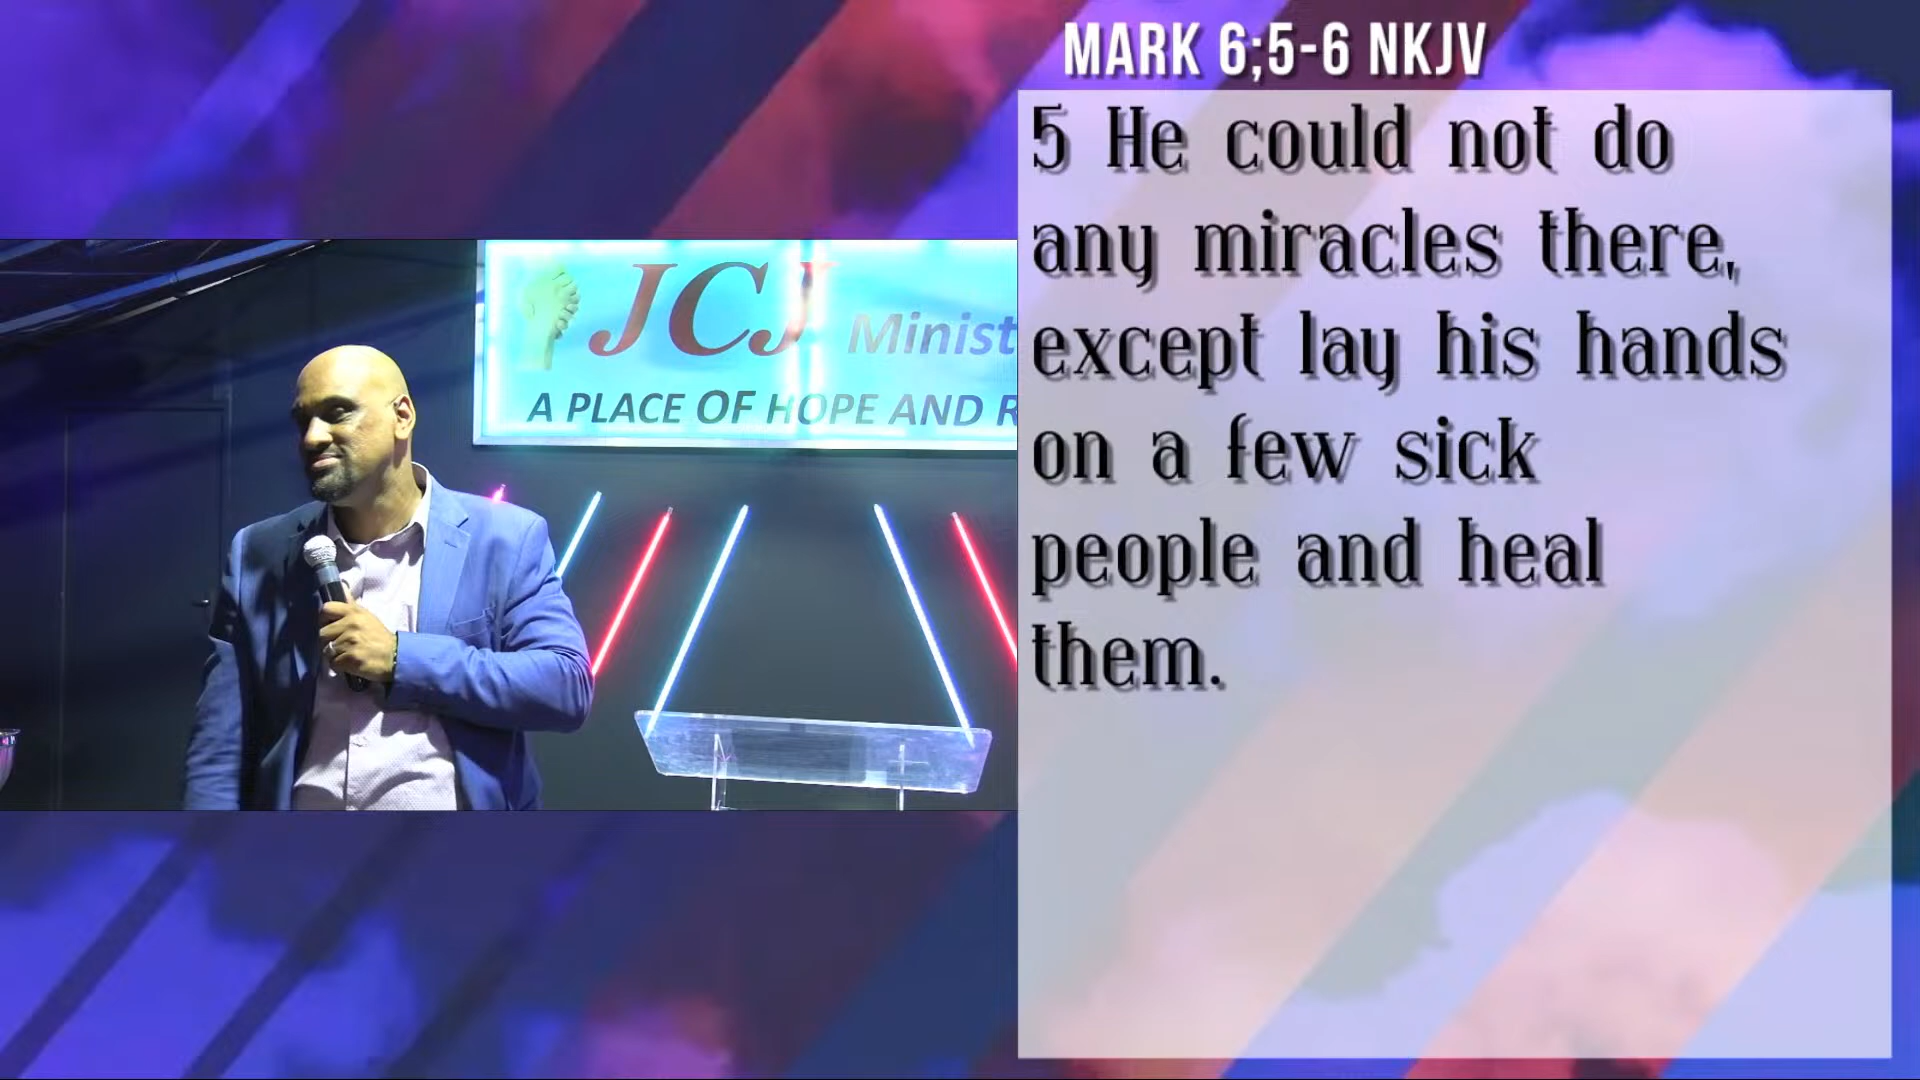 MARK 6;5-6 NKJV
5 He could not do
any miracles there,
except lay his hands
on a few sick
people and heal
them.
JCJ Minist
A PLACE OF HOPE AND R